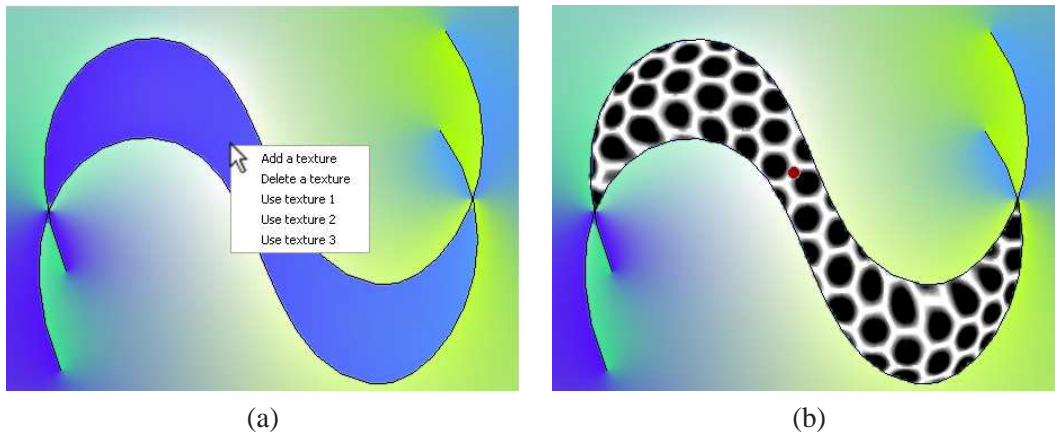 Add a texture
Delete a texture
Use texture 1
Use texture 2
Use texture 3
(a)
(b)